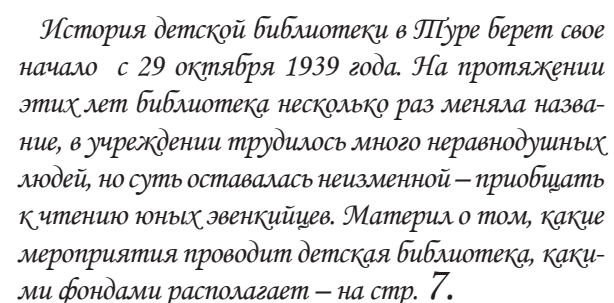 История детской библиотеки в Туре берет свое
начало с 29 октября 1939 года. На протяжении
этих лет библиотека несколько раз меняла назва-
ние, в учреждении трудилось много неравнодушных
людей, но суть оставалась неизменной – приобщать
к чтению юных эвенкийцев. Материл о том, какие
мероприятия проводит детская библиотека, каки-
ми фондами располагает – на стр. 7.